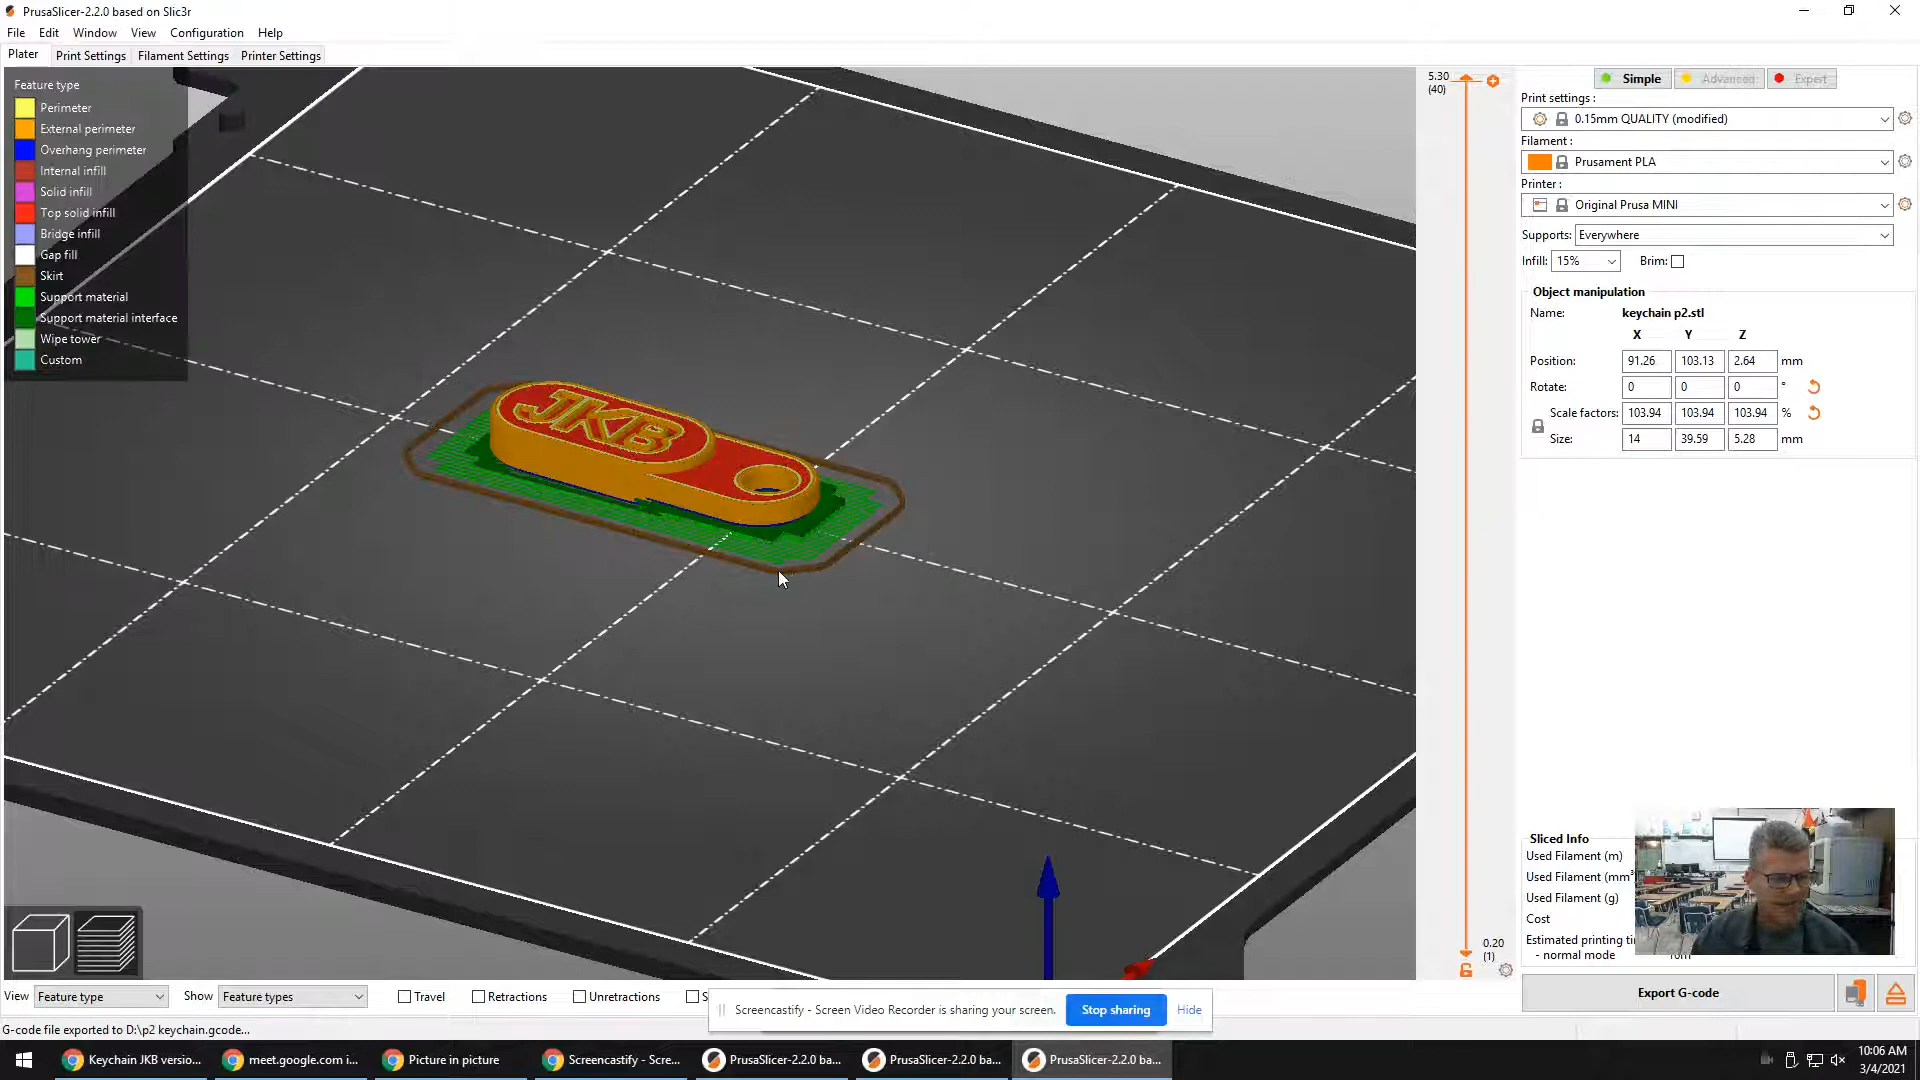 PrusaSlicer-2.2.0 based on Slic3r
File Edit Window View Configuration Help
Plater Print Settings Filament Settings Printer Settings
Feature type
Perimeter
External perimeter
Overhang perimeter
Internal infill
Solid infill
Top solid infill
Bridge infill
Gap fill
Skirt
Support material
Support material interface
Wipe tower
Custom
JKB
5.30
(40)
0.20
(1)
Simple Advanced Expert
Print settings :
0.15mm QUALITY (modified)
Filament :
Prusament PLA
Printer :
Original Prusa MINI
Supports: Everywhere
Infill: 15% Brim:
Object manipulation
Name: keychain p2.stl
X Y Z
Position: 91.26 103.13 2.64 mm
Rotate: 0 0 0 °
Scale factors: 103.94 103.94 103.94 %
Size: 14 39.59 5.28 mm
Sliced Info
Used Filament (m)
Used Filament (mm³
Used Filament (g)
Cost
Estimated printing ti
- normal mode
Export G-code
View Feature type Show Feature types Travel Retractions Unretractions S
Screencastify - Screen Video Recorder is sharing your screen. Stop sharing Hide
G-code file exported to D:\p2 keychain.gcode...
Keychain JKB versio... meet.google.com i... Picture in picture Screencastify - Scre... PrusaSlicer-2.2.0 ba... PrusaSlicer-2.2.0 ba... PrusaSlicer-2.2.0 ba...
10:06 AM
3/4/2021